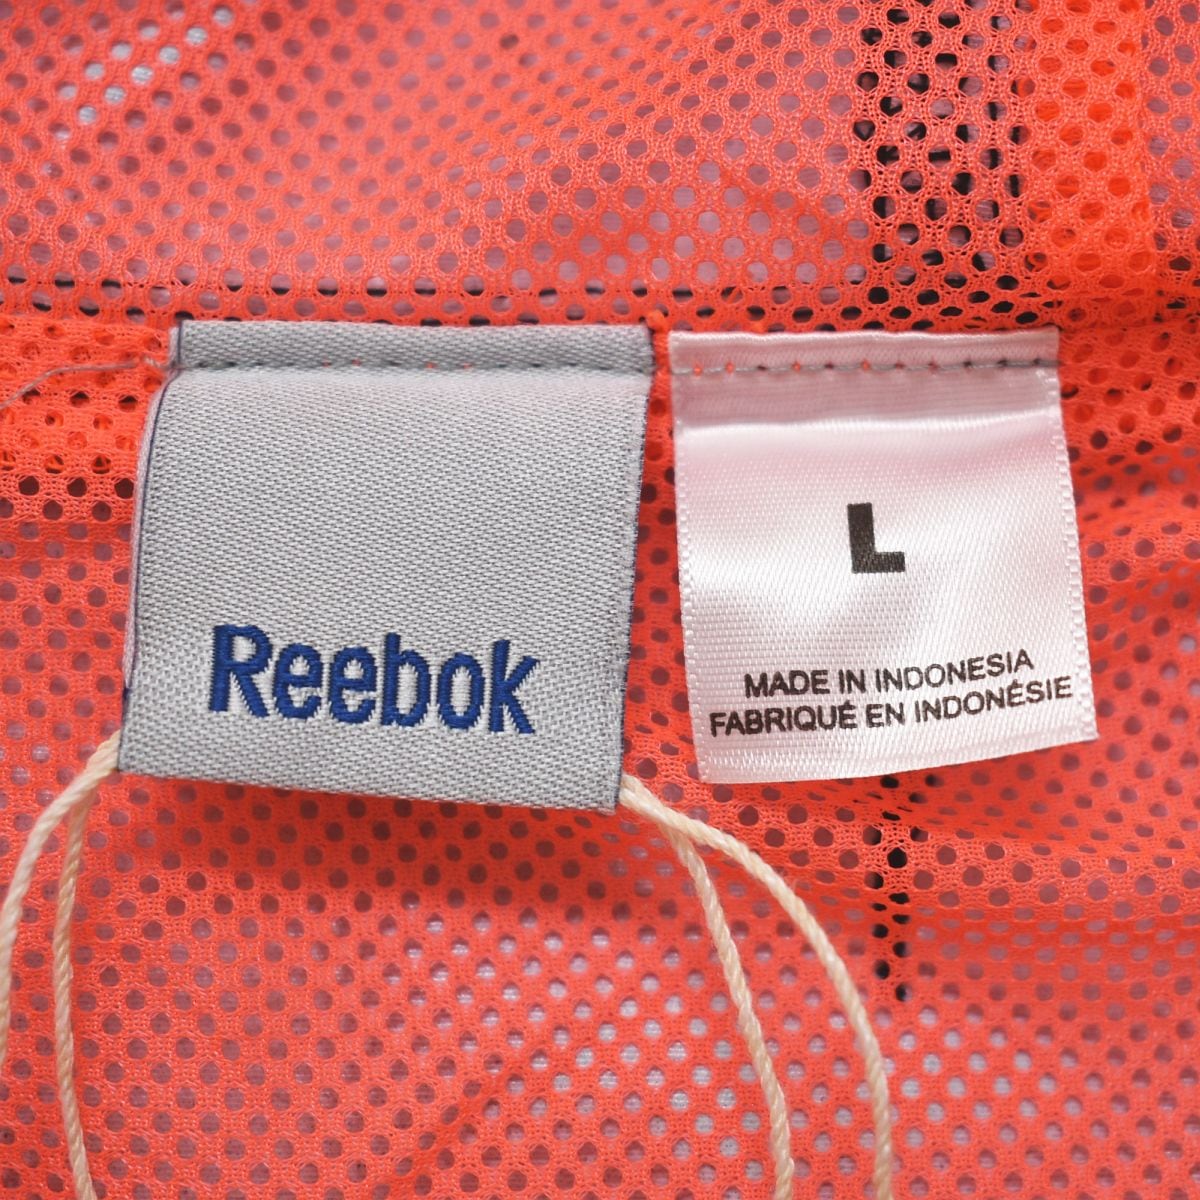 Reebok
L
MADE IN INDONESIA
FABRIQUÉ EN INDONÉSIE